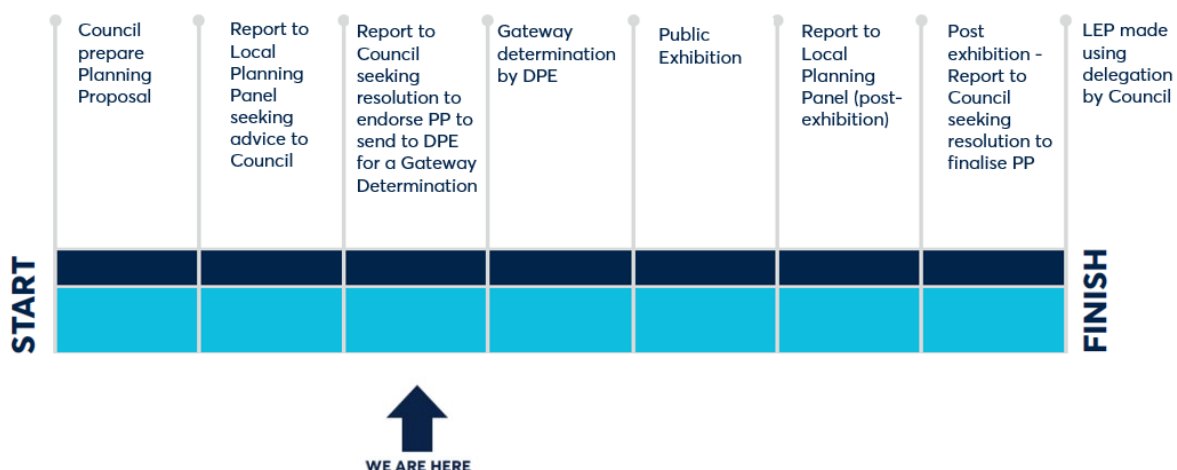 Council
prepare
Planning
Proposal
Report to
Local
Planning
Panel
seeking
advice to
Council
Report to
Council
seeking
resolution to
endorse PP to
send to DPE
for a Gateway
Determination
Gateway
determination
by DPE
Public
Exhibition
Report to
Local
Planning
Panel (post-
exhibition)
Post
exhibition -
Report to
Council
seeking
resolution to
finalise PP
LEP made
using
delegation
by Council
START
FINISH
WE ARE HERE